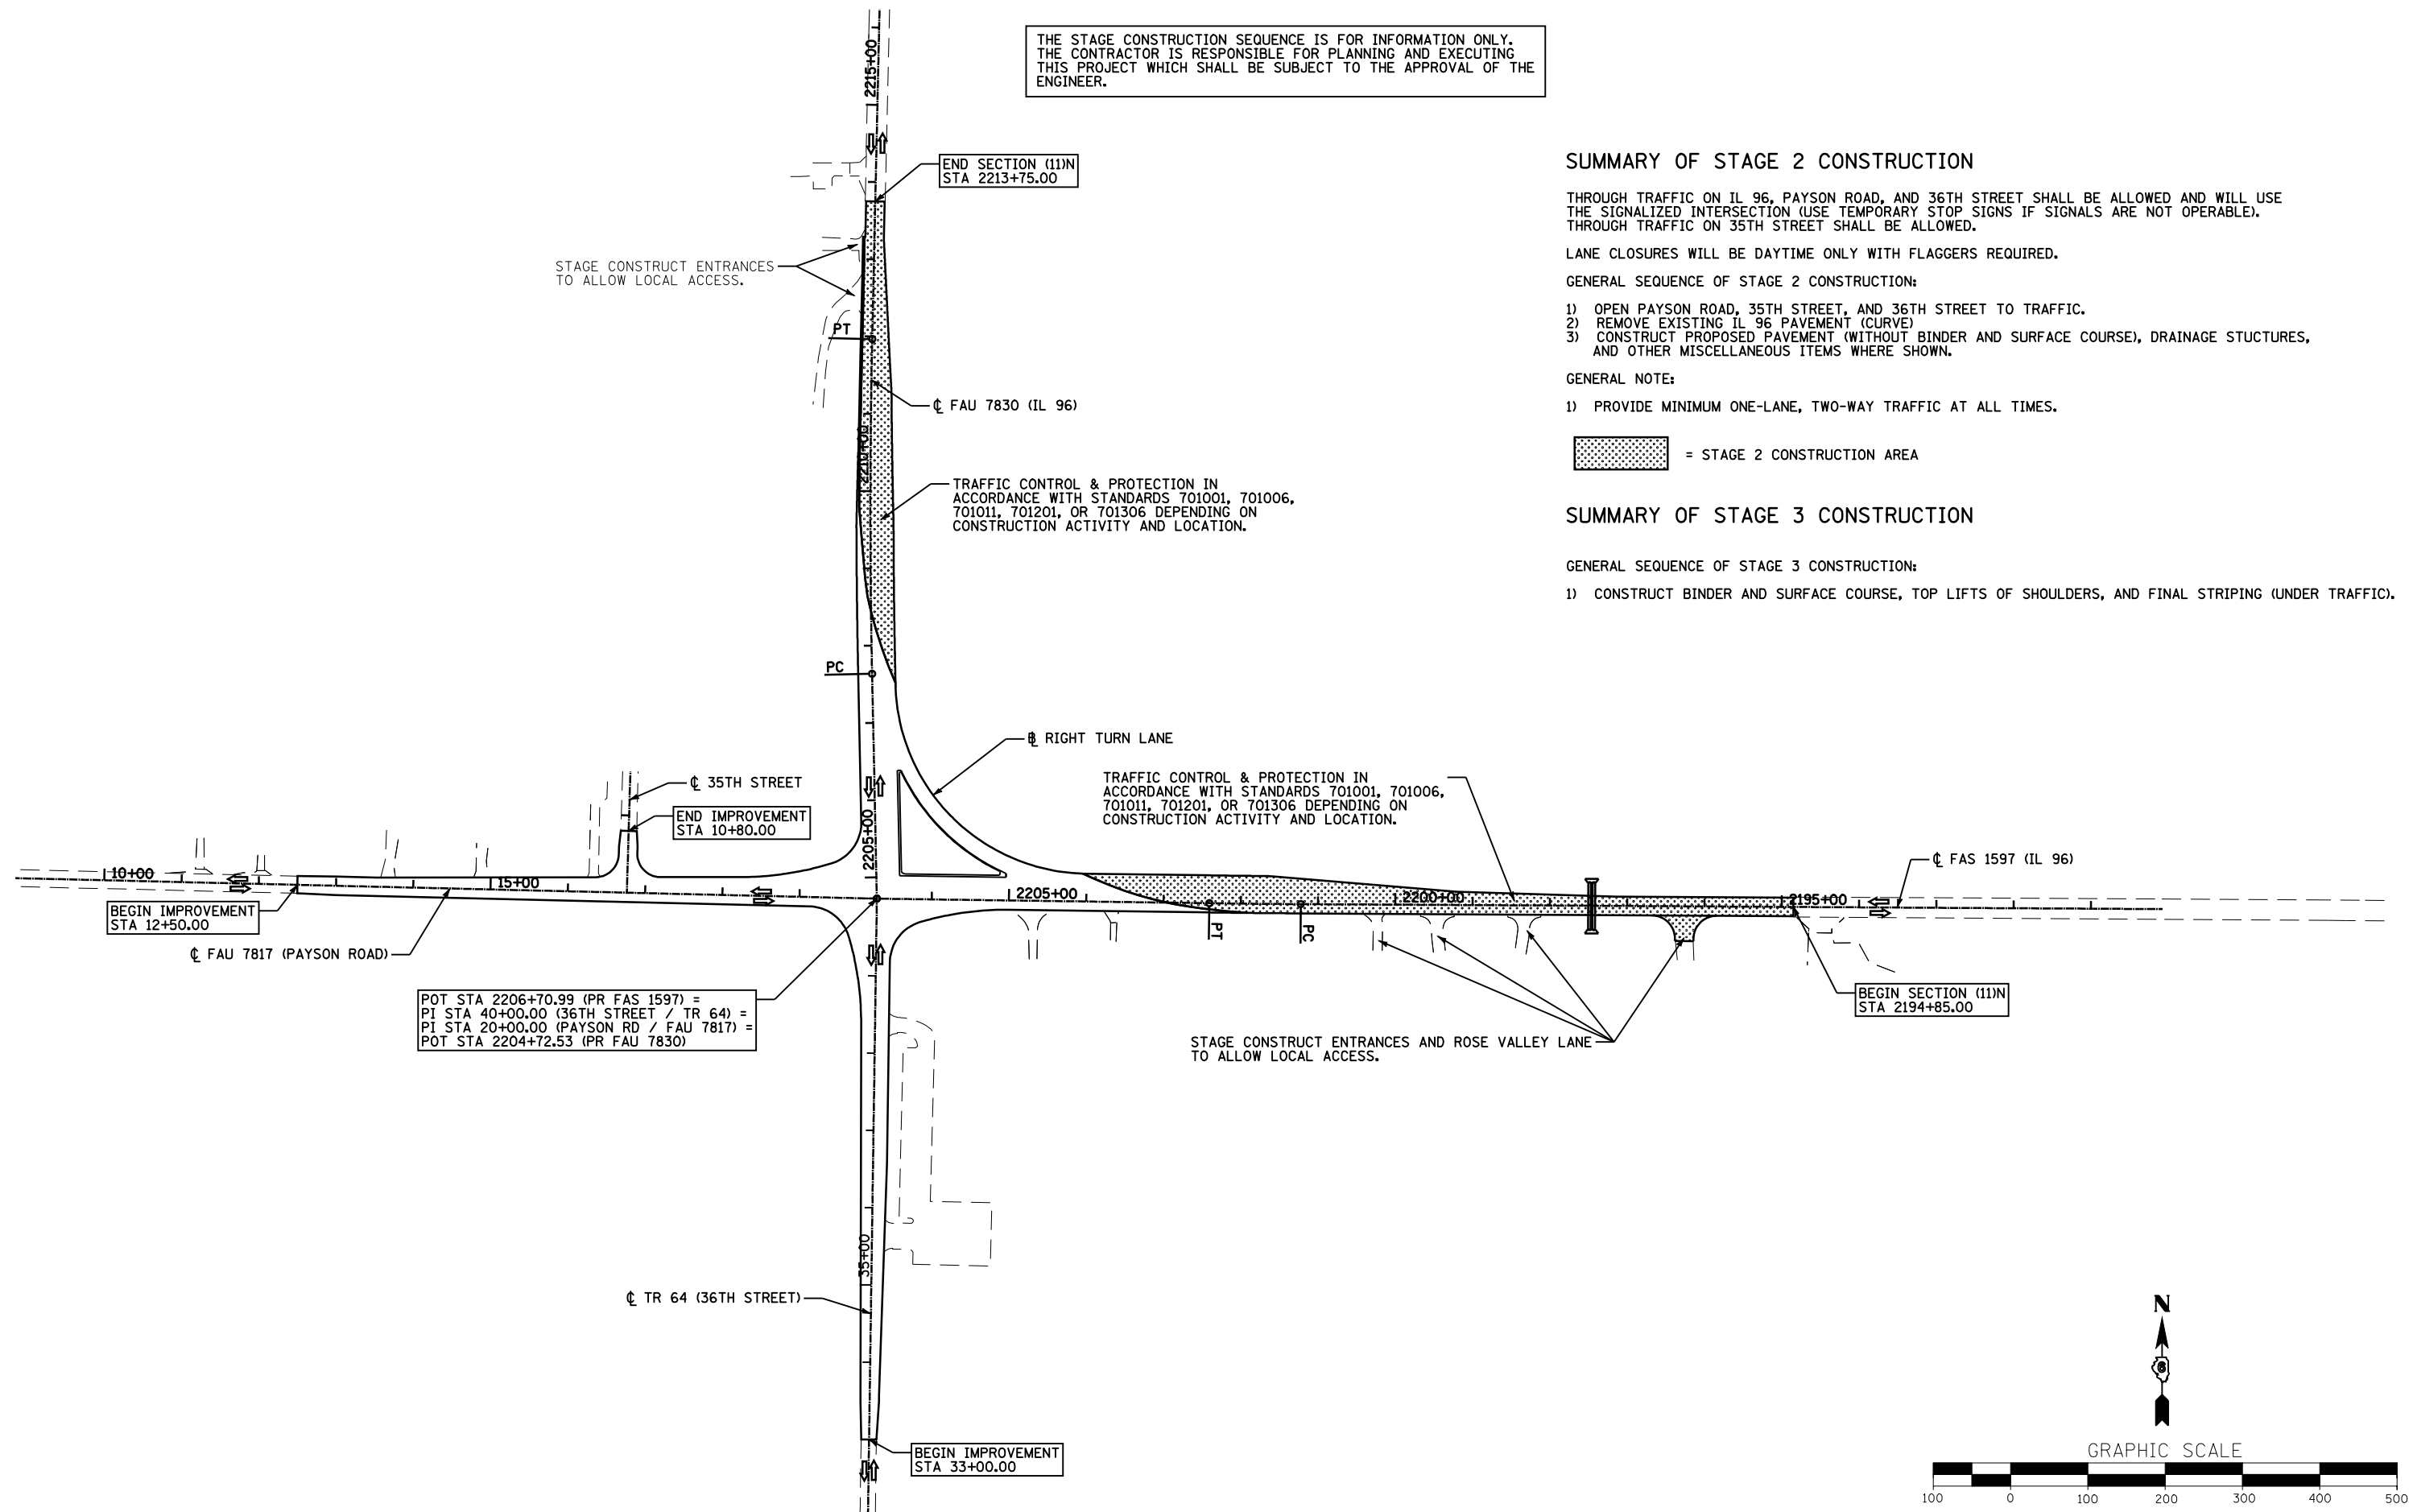 THE STAGE CONSTRUCTION SEQUENCE IS FOR INFORMATION ONLY.
THE CONTRACTOR IS RESPONSIBLE FOR PLANNING AND EXECUTING
THIS PROJECT WHICH SHALL BE SUBJECT TO THE APPROVAL OF THE
ENGINEER.
2215+00
END SECTION (11)N
STA 2213+75.00
STAGE CONSTRUCT ENTRANCES
TO ALLOW LOCAL ACCESS.
PT
℄ FAU 7830 (IL 96)
2210+00
TRAFFIC CONTROL & PROTECTION IN
ACCORDANCE WITH STANDARDS 701001, 701006,
701011, 701201, OR 701306 DEPENDING ON
CONSTRUCTION ACTIVITY AND LOCATION.
PC
SUMMARY OF STAGE 2 CONSTRUCTION
THROUGH TRAFFIC ON IL 96, PAYSON ROAD, AND 36TH STREET SHALL BE ALLOWED AND WILL USE
THE SIGNALIZED INTERSECTION (USE TEMPORARY STOP SIGNS IF SIGNALS ARE NOT OPERABLE).
THROUGH TRAFFIC ON 35TH STREET SHALL BE ALLOWED.
LANE CLOSURES WILL BE DAYTIME ONLY WITH FLAGGERS REQUIRED.
GENERAL SEQUENCE OF STAGE 2 CONSTRUCTION:
1) OPEN PAYSON ROAD, 35TH STREET, AND 36TH STREET TO TRAFFIC.
2) REMOVE EXISTING IL 96 PAVEMENT (CURVE)
3) CONSTRUCT PROPOSED PAVEMENT (WITHOUT BINDER AND SURFACE COURSE), DRAINAGE STUCTURES,
AND OTHER MISCELLANEOUS ITEMS WHERE SHOWN.
GENERAL NOTE:
1) PROVIDE MINIMUM ONE-LANE, TWO-WAY TRAFFIC AT ALL TIMES.
= STAGE 2 CONSTRUCTION AREA
SUMMARY OF STAGE 3 CONSTRUCTION
GENERAL SEQUENCE OF STAGE 3 CONSTRUCTION:
1) CONSTRUCT BINDER AND SURFACE COURSE, TOP LIFTS OF SHOULDERS, AND FINAL STRIPING (UNDER TRAFFIC).
RIGHT TURN LANE
℄ 35TH STREET
END IMPROVEMENT
STA 10+80.00
2205+00
TRAFFIC CONTROL & PROTECTION IN
ACCORDANCE WITH STANDARDS 701001, 701006,
701011, 701201, OR 701306 DEPENDING ON
CONSTRUCTION ACTIVITY AND LOCATION.
℄ FAS 1597 (IL 96)
10+00
15+00
2205+00
2200+00
2195+00
BEGIN IMPROVEMENT
STA 12+50.00
℄ FAU 7817 (PAYSON ROAD)
PT
PC
POT STA 2206+70.99 (PR FAS 1597) =
PI STA 40+00.00 (36TH STREET / TR 64) =
PI STA 20+00.00 (PAYSON RD / FAU 7817) =
POT STA 2204+72.53 (PR FAU 7830)
BEGIN SECTION (11)N
STA 2194+85.00
STAGE CONSTRUCT ENTRANCES AND ROSE VALLEY LANE
TO ALLOW LOCAL ACCESS.
35+00
℄ TR 64 (36TH STREET)
BEGIN IMPROVEMENT
STA 33+00.00
N
GRAPHIC SCALE
100 0 100 200 300 400 500